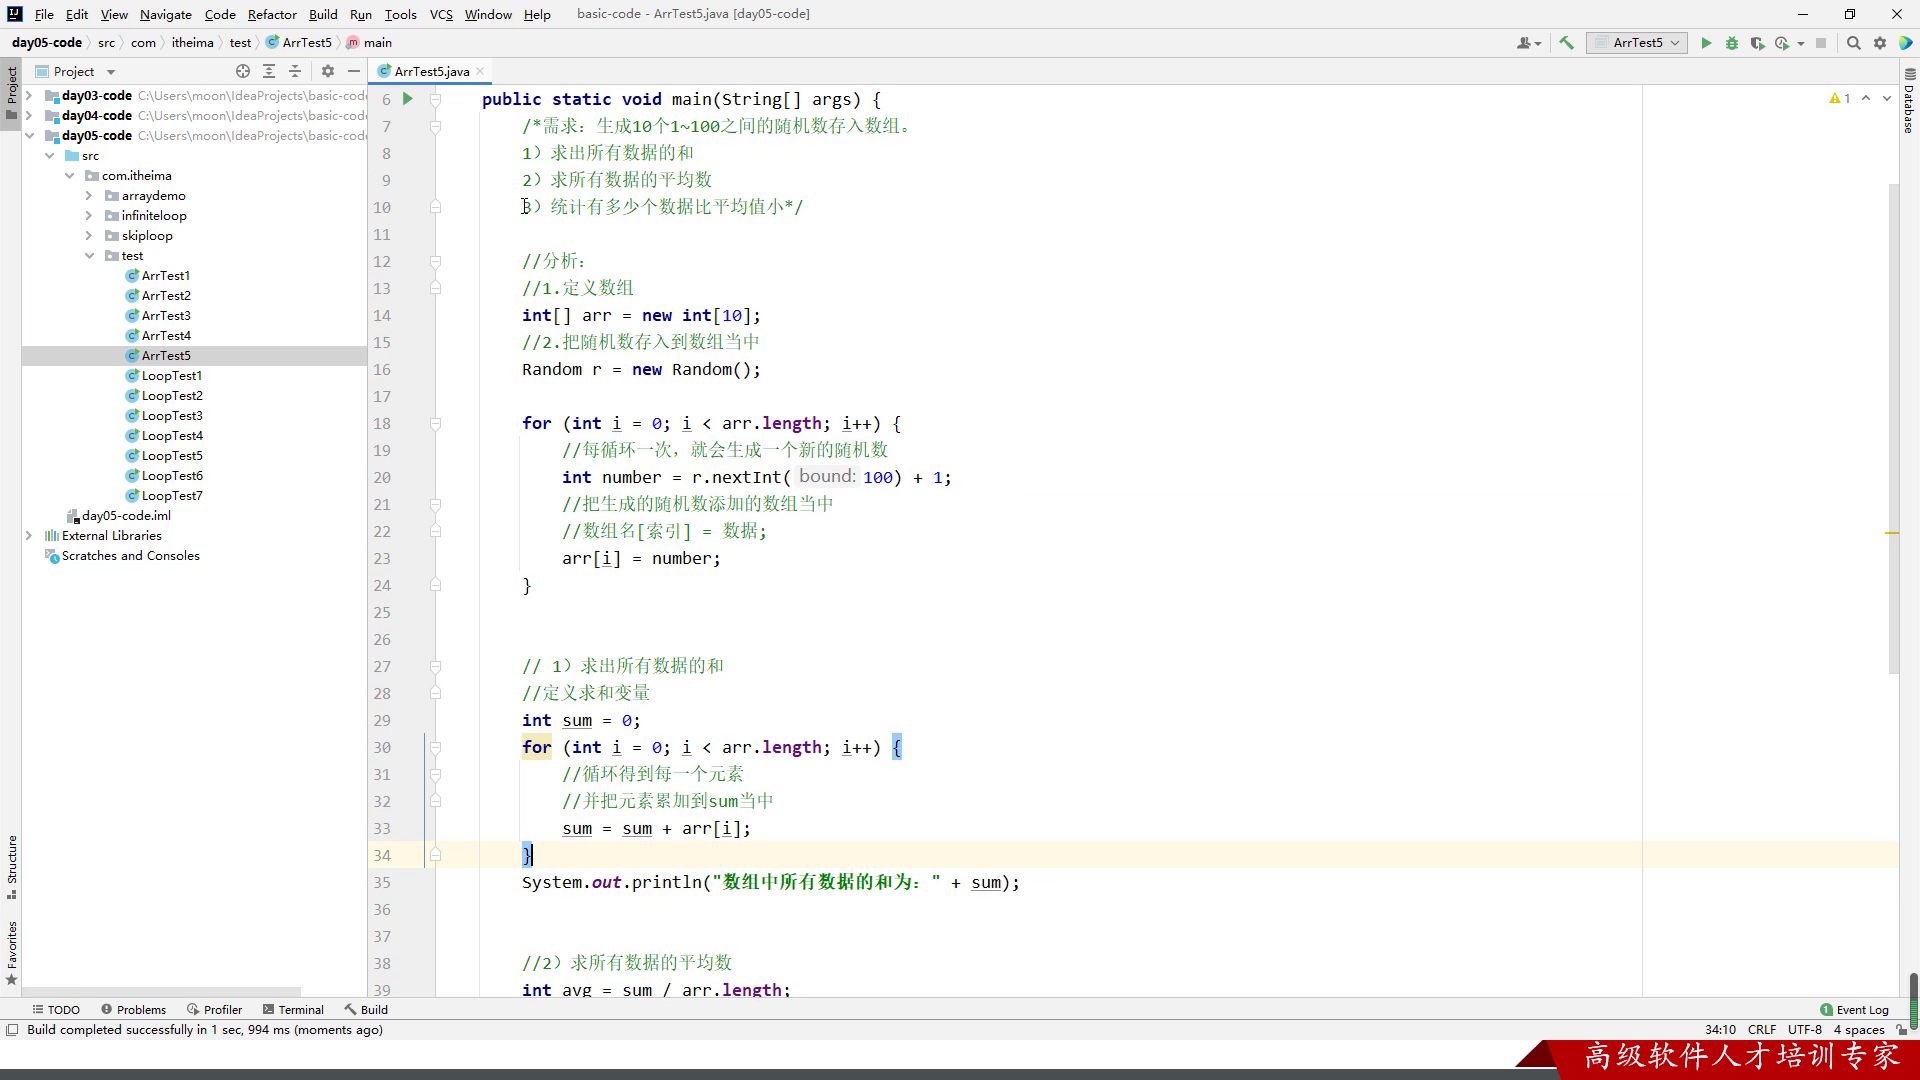 File Edit View Navigate Code Refactor Build Run Tools VCS Window Help basic-code - ArrTest5.java [day05-code]
day05-code src com itheima test ArrTest5 main
ArrTest5
Project
ArrTest5.java
Project
Database
day03-code C:\Users\moon\IdeaProjects\basic-code
day04-code C:\Users\moon\IdeaProjects\basic-code
day05-code C:\Users\moon\IdeaProjects\basic-code
src
com.itheima
arraydemo
infiniteloop
skiploop
test
ArrTest1
ArrTest2
ArrTest3
ArrTest4
ArrTest5
LoopTest1
LoopTest2
LoopTest3
LoopTest4
LoopTest5
LoopTest6
LoopTest7
day05-code.iml
External Libraries
Scratches and Consoles
Structure
Favorites
1
6 public static void main(String[] args) {
7 /*需求：生成10个1~100之间的随机数存入数组。
8 1）求出所有数据的和
9 2）求所有数据的平均数
10 3）统计有多少个数据比平均值小*/
11
12 //分析：
13 //1.定义数组
14 int[] arr = new int[10];
15 //2.把随机数存入到数组当中
16 Random r = new Random();
17
18 for (int i = 0; i < arr.length; i++) {
19 //每循环一次，就会生成一个新的随机数
20 int number = r.nextInt( bound: 100) + 1;
21 //把生成的随机数添加的数组当中
22 //数组名[索引] = 数据;
23 arr[i] = number;
24 }
25
26
27 // 1）求出所有数据的和
28 //定义求和变量
29 int sum = 0;
30 for (int i = 0; i < arr.length; i++) {
31 //循环得到每一个元素
32 //并把元素累加到sum当中
33 sum = sum + arr[i];
34 }
35 System.out.println("数组中所有数据的和为：" + sum);
36
37
38 //2）求所有数据的平均数
39 int avg = sum / arr.length;
TODO Problems Profiler Terminal Build 1 Event Log
Build completed successfully in 1 sec, 994 ms (moments ago) 34:10 CRLF UTF-8 4 spaces
高级软件人才培训专家